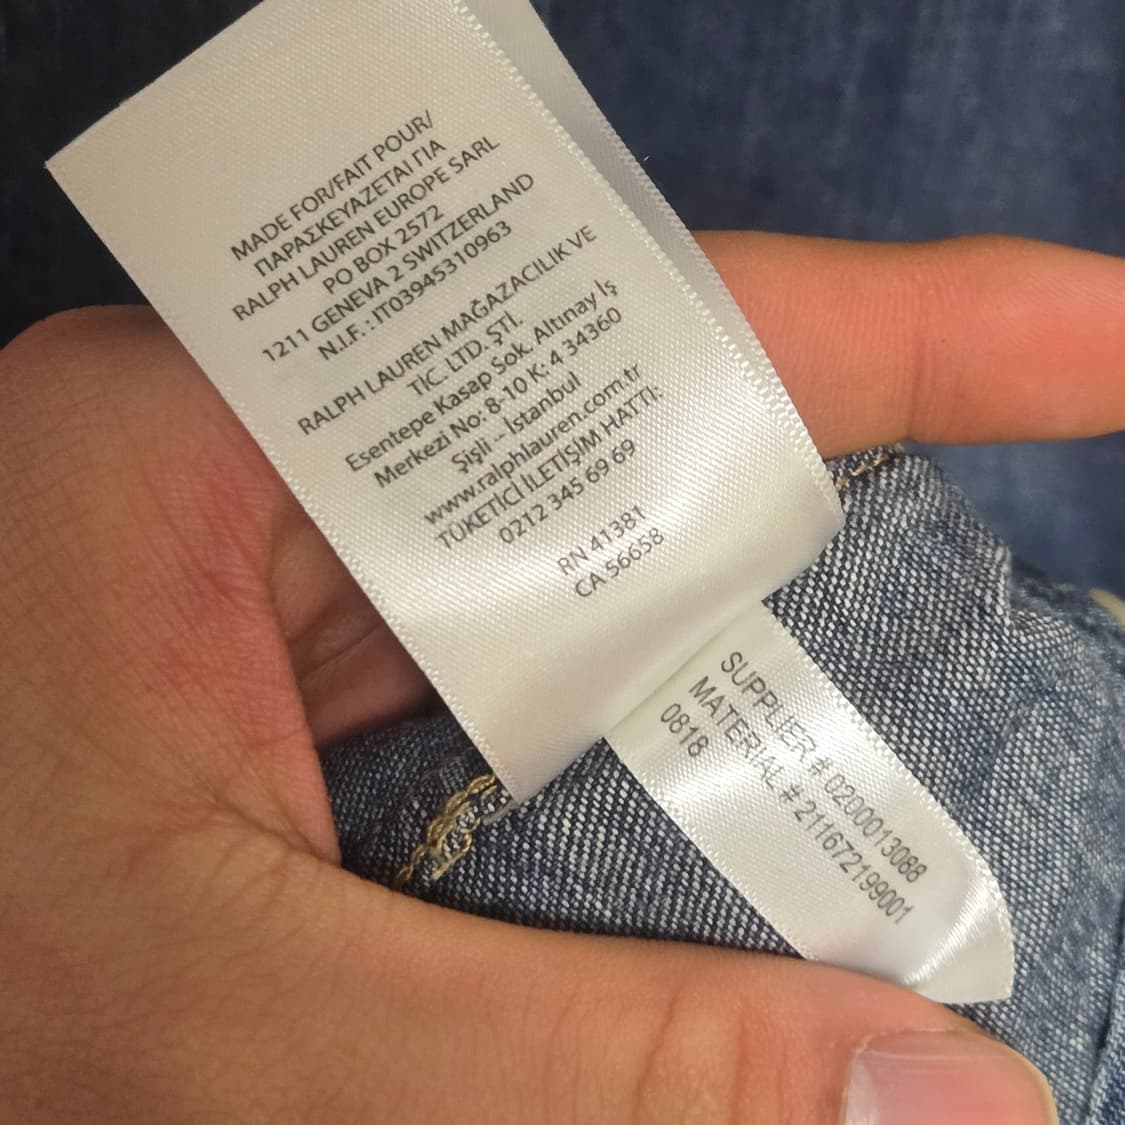 MADE FOR/FAIT POUR/
ΠΑΡΑΣΚΕΥΑΖΕΤΑΙ ΓΙΑ
RALPH LAUREN EUROPE SARL
PO BOX 2572
1211 GENEVA 2 SWITZERLAND
N.I.F. : IT03945310963
RALPH LAUREN MAĞAZACILIK VE
TİC. LTD. ŞTİ.
Esentepe Kasap Sok. Altınay İş
Merkezi No: 8-10 K: 4 34360
Şişli – İstanbul
www.ralphlauren.com.tr
TÜKETİCİ İLETİŞİM HATTI:
0212 345 69 69
RN 41381
CA 56658
SUPPLIER # 0200013088
MATERIAL # 211672199001
0818